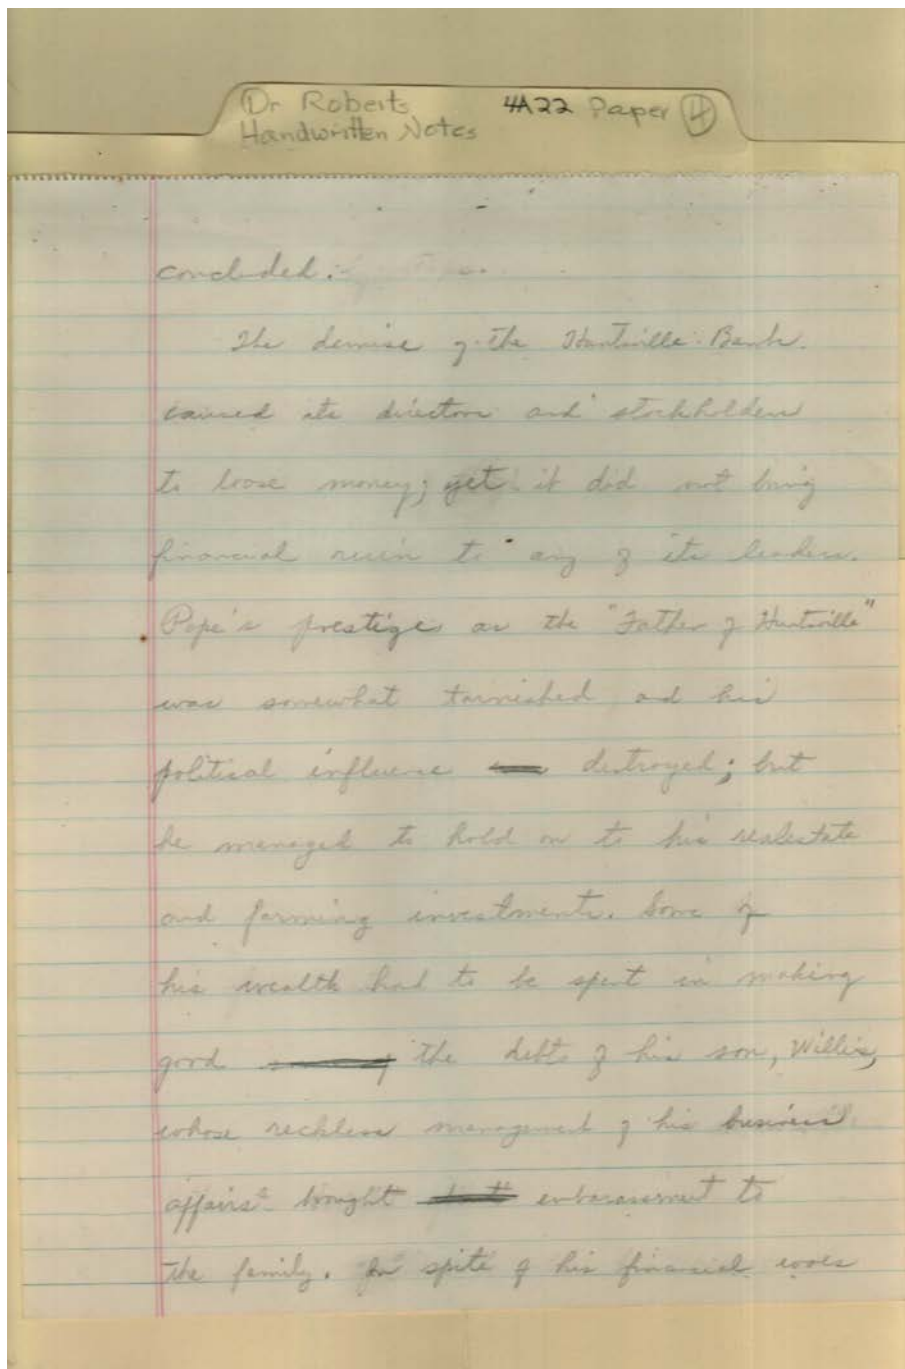 Dr Roberts 4A22 Paper 4
Handwritten Notes
concluded.
The demise of the Huntsville Bank
caused its directors and stockholders
to loose money; yet it did not bring
financial ruin to any of its leaders.
Pope's prestige as the "Father of Huntsville"
was somewhat tarnished and his
political influence destroyed; but
he managed to hold on to his realestate
and farming investments. Some of
his wealth had to be spent in making
good the debts of his son, Willis,
whose reckless management of his business
affairs bought embarassment to
the family. In spite of his financial woes